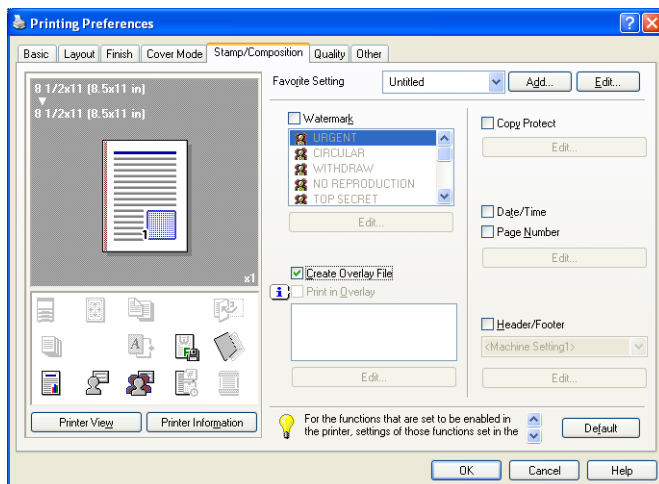 Printing Preferences
Basic Layout Finish Cover Mode Stamp/Composition Quality Other
8 1/2x11 (8.5x11 in)
8 1/2x11 (8.5x11 in)
1
x1
Printer View Printer Information
Favorite Setting Untitled Add... Edit...
Watermark
URGENT
CIRCULAR
WITHDRAW
NO REPRODUCTION
TOP SECRET
Edit...
Create Overlay File
Print in Overlay
Edit...
Copy Protect
Edit...
Date/Time
Page Number
Edit...
Header/Footer
<Machine Setting1>
Edit...
For the functions that are set to be enabled in
the printer, settings of those functions set in the
Default
OK Cancel Help